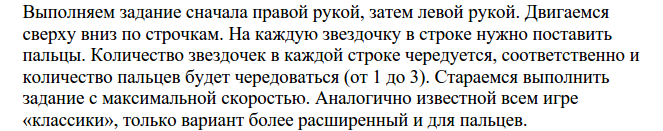 Выполняем задание сначала правой рукой, затем левой рукой. Двигаемся
сверху вниз по строчкам. На каждую звездочку в строке нужно поставить
пальцы. Количество звездочек в каждой строке чередуется, соответственно и
количество пальцев будет чередоваться (от 1 до 3). Стараемся выполнить
задание с максимальной скоростью. Аналогично известной всем игре
«классики», только вариант более расширенный и для пальцев.